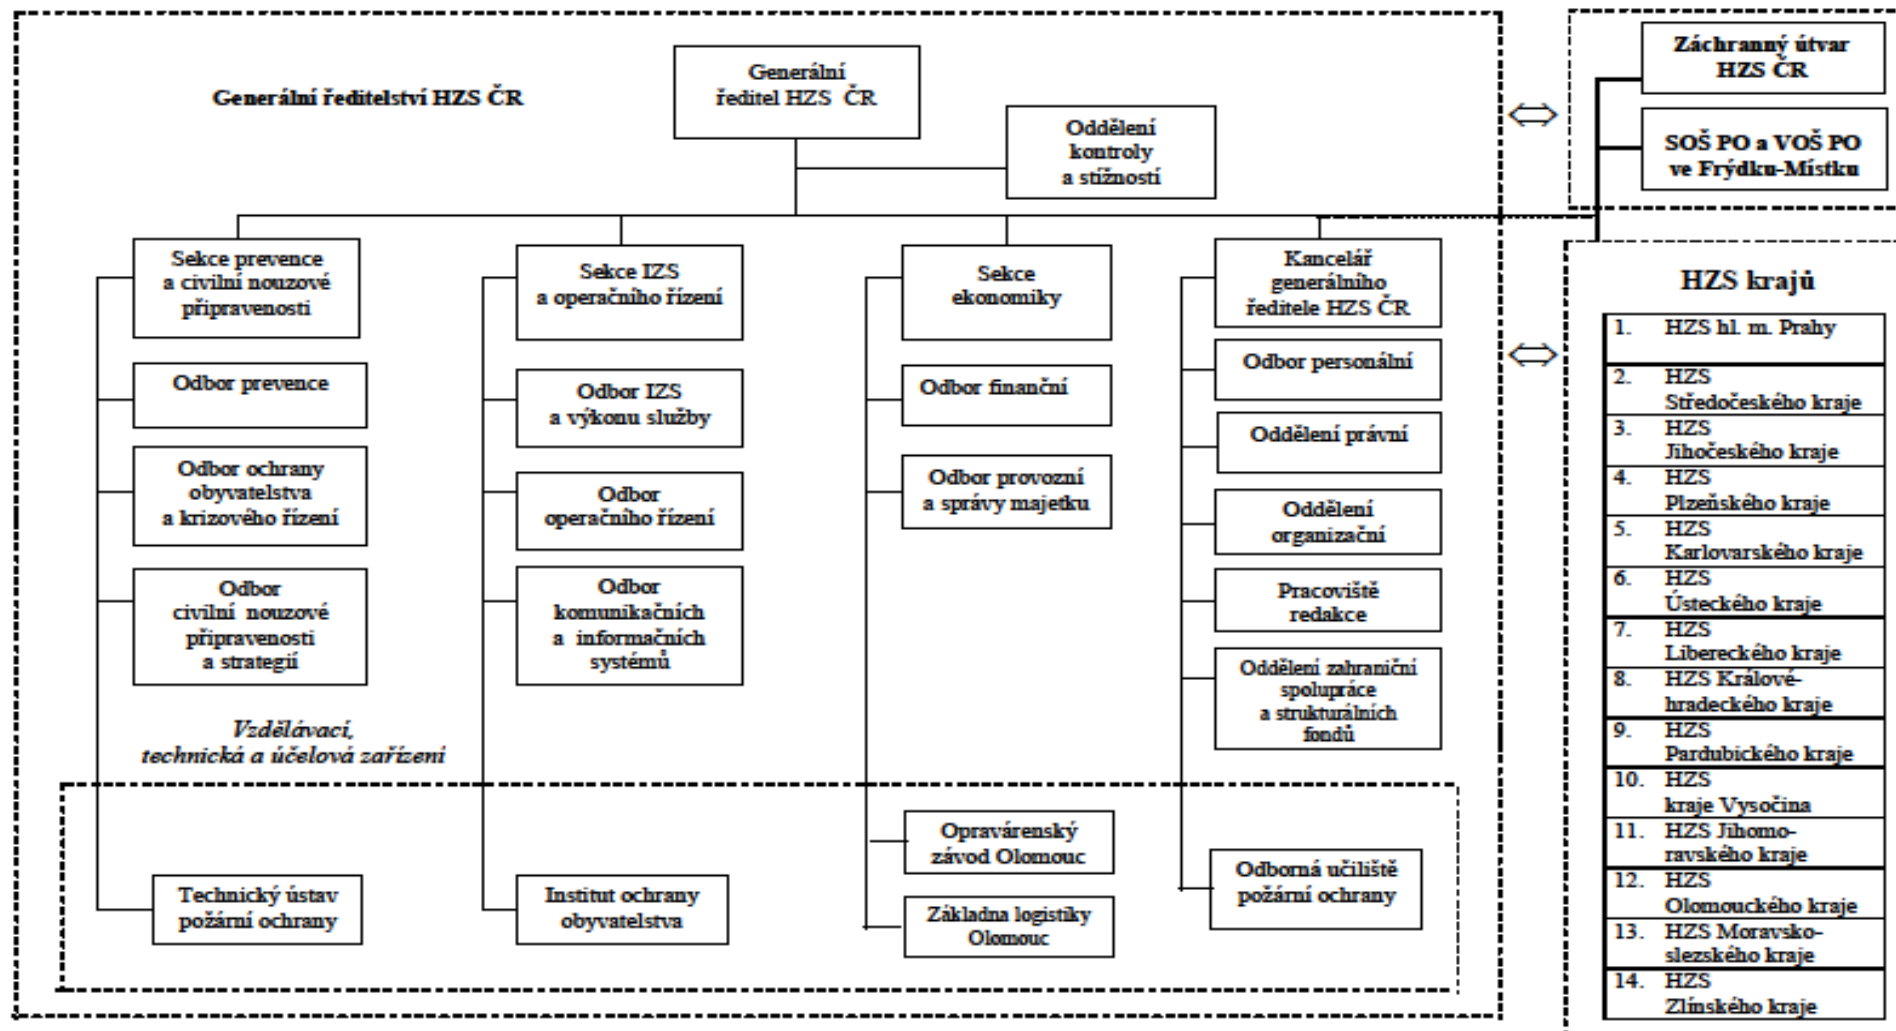 Generální ředitelství HZS ČR
Generální
ředitel HZS ČR
Oddělení
kontroly
a stížností
Záchranný útvar
HZS ČR
SOŠ PO a VOŠ PO
ve Frýdku-Místku
Sekce prevence
a civilní nouzové
připravenosti
Odbor prevence
Odbor ochrany
obyvatelstva
a krizového řízení
Odbor
civilní nouzové
připravenosti
a strategií
Sekce IZS
a operačního řízení
Odbor IZS
a výkonu služby
Odbor
operačního řízení
Odbor
komunikačních
a informačních
systémů
Sekce
ekonomiky
Odbor finanční
Odbor provozní
a správy majetku
Kancelář
generálního
ředitele HZS ČR
Odbor personální
Oddělení právní
Oddělení
organizační
Pracoviště
redakce
Oddělení zahraniční
spolupráce
a strukturálních
fondů
Vzdělávací,
technická a účelová zařízení
Technický ústav
požární ochrany
Institut ochrany
obyvatelstva
Opravárenský
závod Olomouc
Základna logistiky
Olomouc
Odborná učiliště
požární ochrany
HZS krajů
1. HZS hl. m. Prahy
2. HZS
Středočeského kraje
3. HZS
Jihočeského kraje
4. HZS
Plzeňského kraje
5. HZS
Karlovarského kraje
6. HZS
Ústeckého kraje
7. HZS
Libereckého kraje
8. HZS Králové-
hradeckého kraje
9. HZS
Pardubického kraje
10. HZS
kraje Vysočina
11. HZS Jihomo-
ravského kraje
12. HZS
Olomouckého kraje
13. HZS Moravsko-
slezského kraje
14. HZS
Zlínského kraje